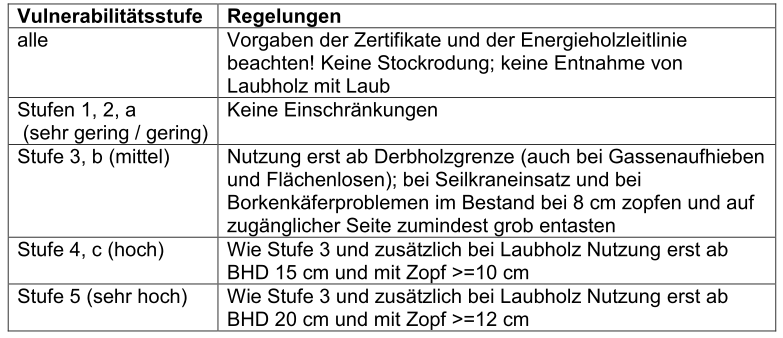 Vulnerabilitätsstufe Regelungen
alle Vorgaben der Zertifikate und der Energieholzleitlinie
beachten! Keine Stockrodung; keine Entnahme von
Laubholz mit Laub
Stufen 1, 2, a Keine Einschränkungen
(sehr gering / gering)
Stufe 3, b (mittel) Nutzung erst ab Derbholzgrenze (auch bei Gassenaufhieben
und Flächenlosen); bei Seilkraneinsatz und bei
Borkenkäferproblemen im Bestand bei 8 cm zopfen und auf
zugänglicher Seite zumindest grob entasten
Stufe 4, c (hoch) Wie Stufe 3 und zusätzlich bei Laubholz Nutzung erst ab
BHD 15 cm und mit Zopf >=10 cm
Stufe 5 (sehr hoch) Wie Stufe 3 und zusätzlich bei Laubholz Nutzung erst ab
BHD 20 cm und mit Zopf >=12 cm